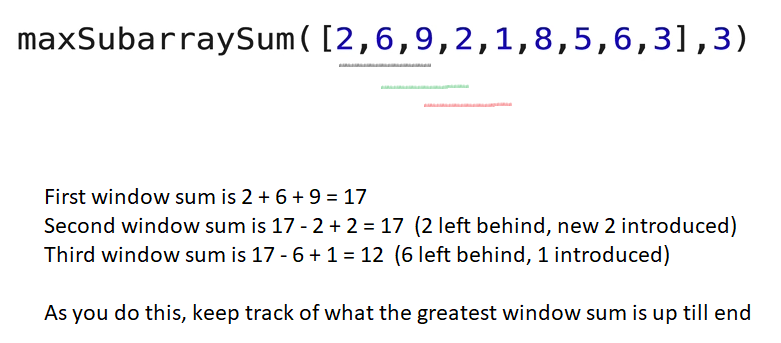 maxSubarraySum([2,6,9,2,1,8,5,6,3],3)
First window sum is 2 + 6 + 9 = 17
Second window sum is 17 - 2 + 2 = 17 (2 left behind, new 2 introduced)
Third window sum is 17 - 6 + 1 = 12 (6 left behind, 1 introduced)
As you do this, keep track of what the greatest window sum is up till end